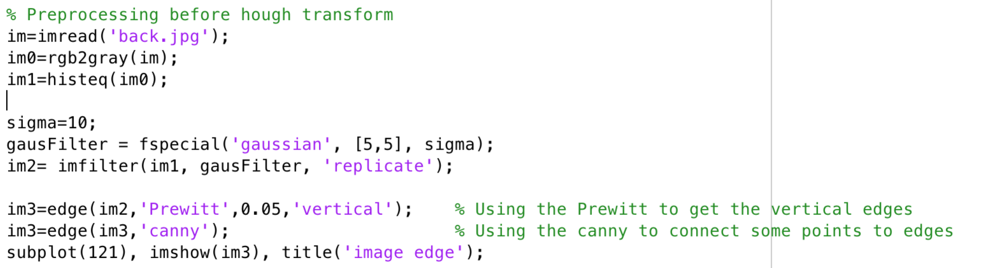 % Preprocessing before hough transform
im=imread('back.jpg');
im0=rgb2gray(im);
im1=histeq(im0);
sigma=10;
gausFilter = fspecial('gaussian', [5,5], sigma);
im2= imfilter(im1, gausFilter, 'replicate');
im3=edge(im2,'Prewitt',0.05,'vertical');    % Using the Prewitt to get the vertical edges
im3=edge(im3,'canny');                      % Using the canny to connect some points to edges
subplot(121), imshow(im3), title('image edge');